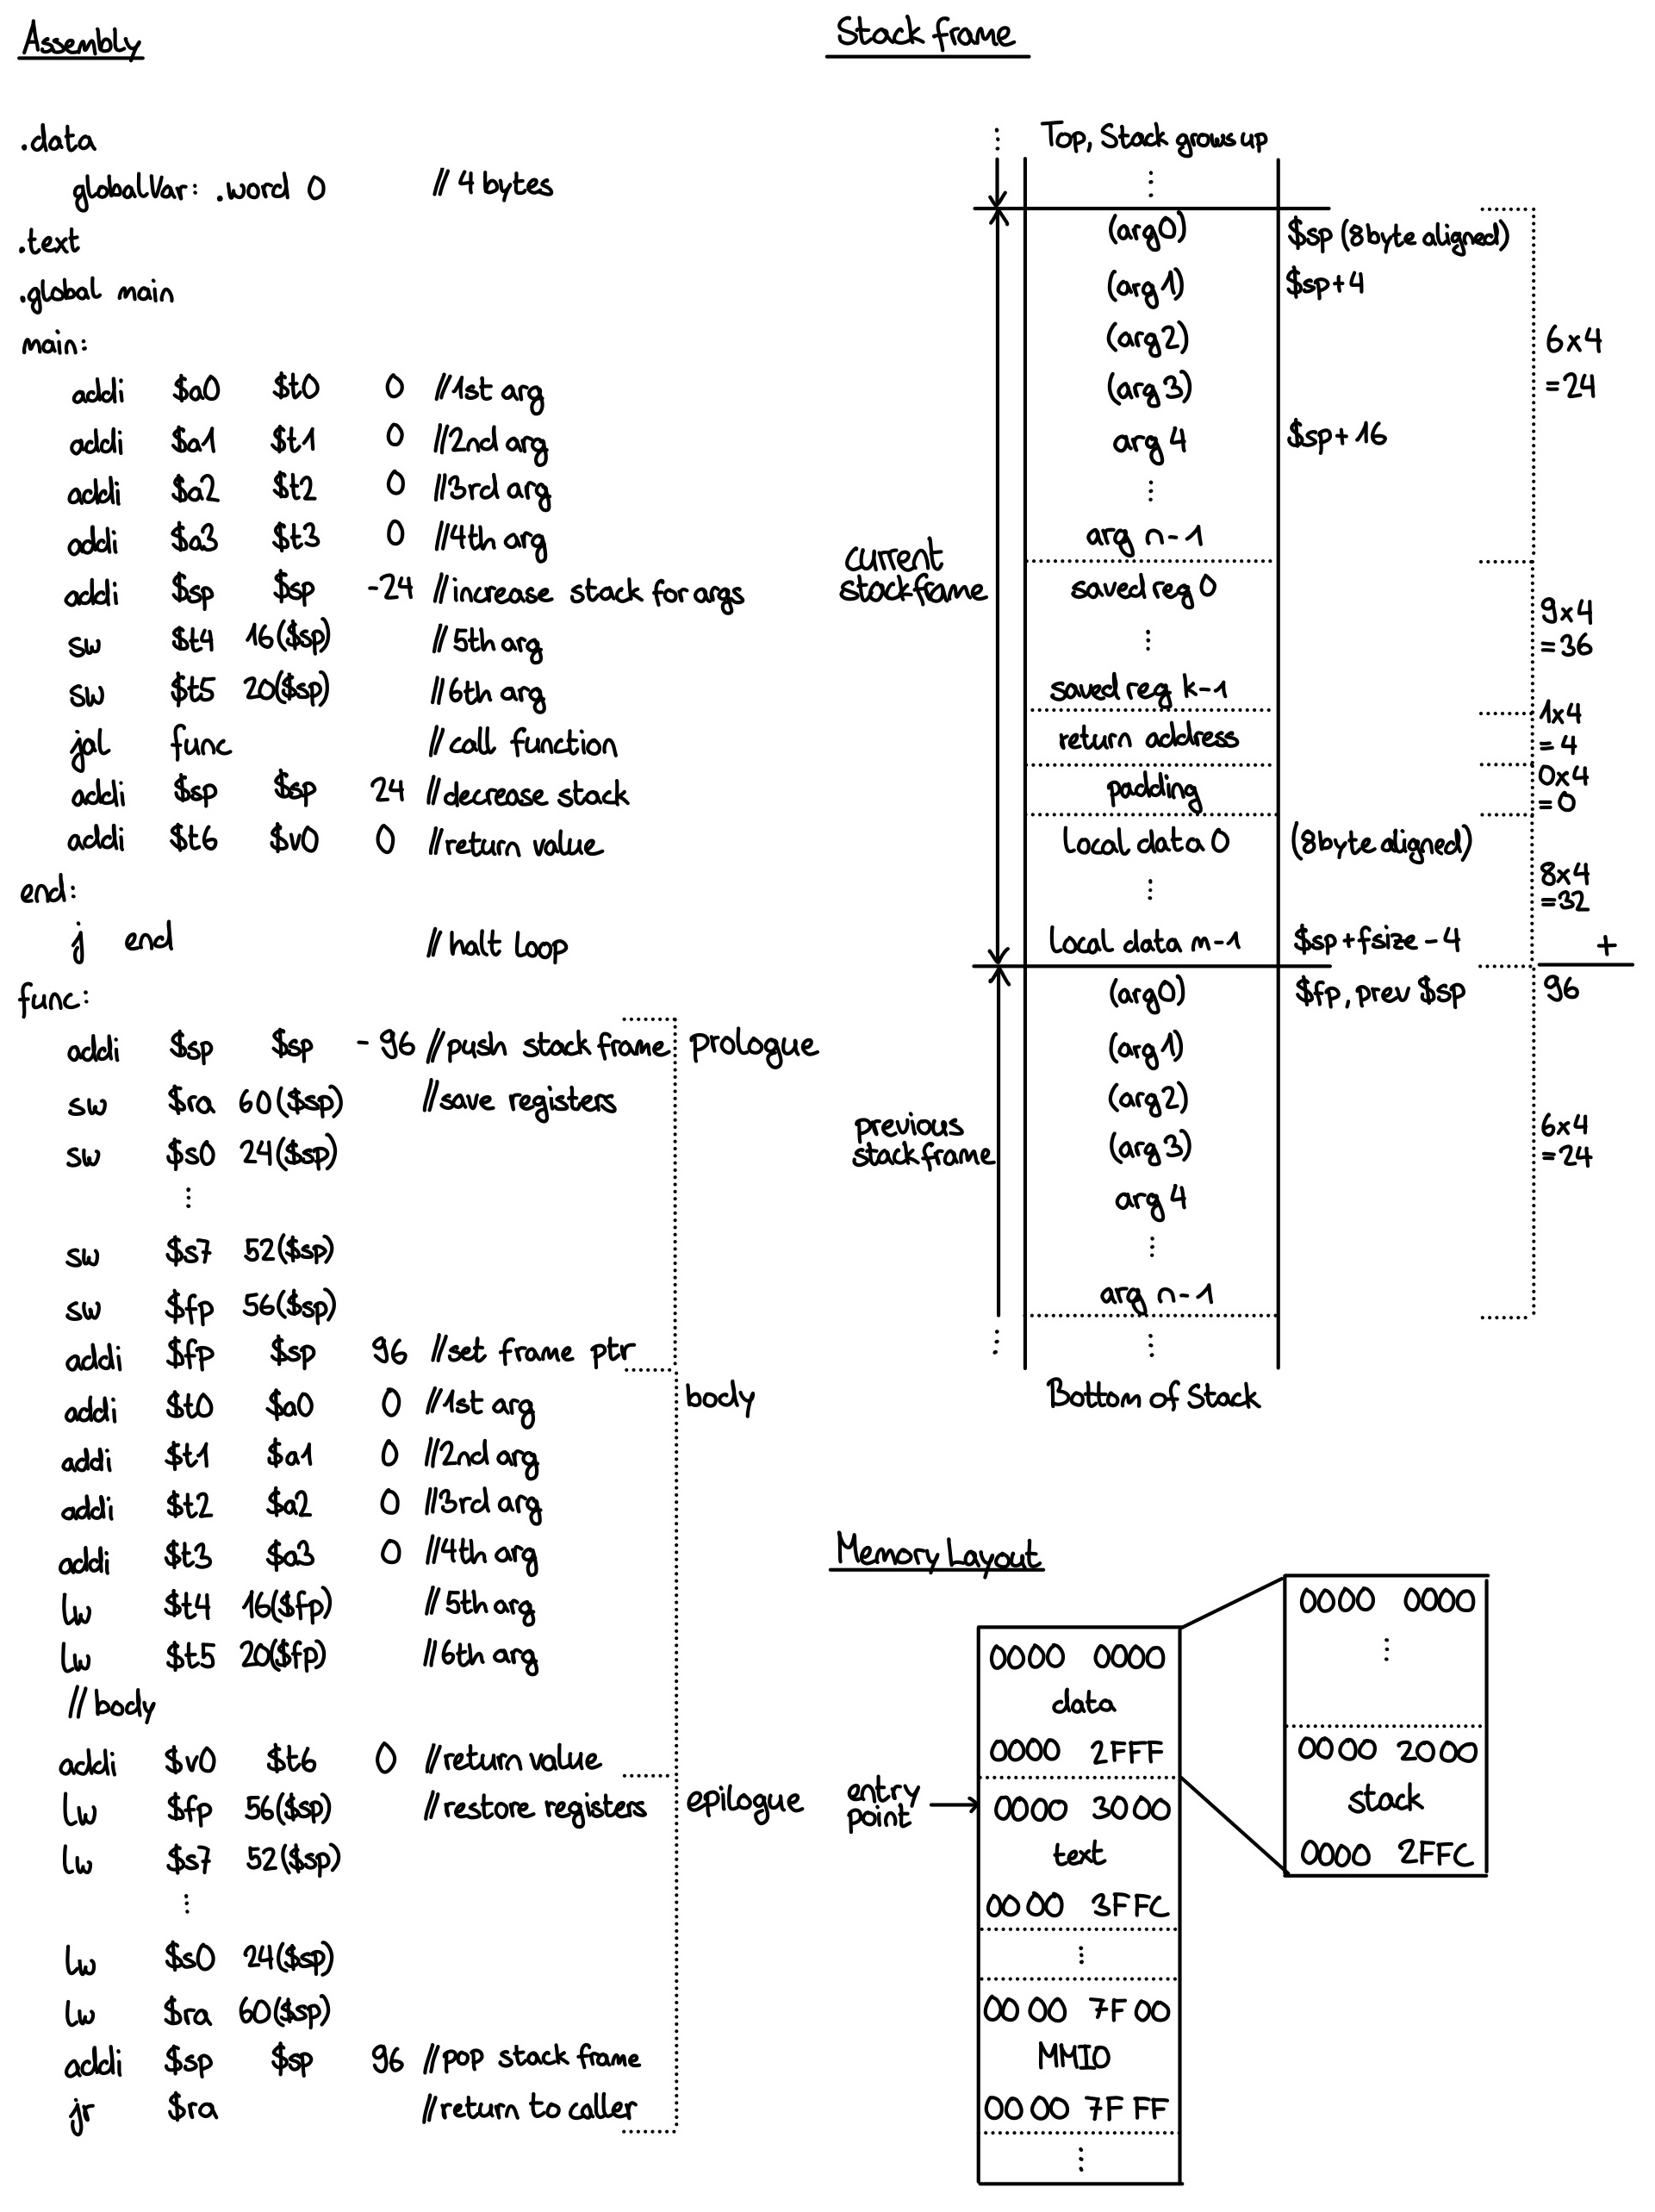 Assembly
.data
globalVar: .word 0 // 4 bytes
.text
.global main
main:
addi $a0 $t0 0 //1st arg
addi $a1 $t1 0 //2nd arg
addi $a2 $t2 0 //3rd arg
addi $a3 $t3 0 //4th arg
addi $sp $sp -24 //increase stack for args
sw $t4 16($sp) // 5th arg
sw $t5 20($sp) //6th arg
jal func // call function
addi $sp $sp 24 //decrease stack
addi $t6 $v0 0 //return value
end:
j end // halt loop
func:
addi $sp $sp -96 //push stack frame
sw $ra 60($sp) //save registers
sw $s0 24($sp)
⋮
sw $s7 52($sp)
sw $fp 56($sp)
addi $fp $sp 96 //set frame ptr
addi $t0 $a0 0 //1st arg
addi $t1 $a1 0 //2nd arg
addi $t2 $a2 0 //3rd arg
addi $t3 $a3 0 //4th arg
lw $t4 16($fp) // 5th arg
lw $t5 20($fp) //6th arg
// body
addi $v0 $t6 0 //return value
lw $fp 56($sp) //restore registers
lw $s7 52($sp)
⋮
lw $s0 24($sp)
lw $ra 60($sp)
addi $sp $sp 96 //pop stack frame
jr $ra //return to caller
prologue
body
epilogue
Stack frame
Top, Stack grows up
⋮
(arg0) $sp (8byte aligned)
(arg1) $sp+4
(arg2)
(arg3)
arg 4 $sp+16
⋮
arg n-1
saved reg 0
⋮
saved reg k-1
return address
padding
local data 0 (8byte aligned)
⋮
local data m-1 $sp+fsize-4
(arg0) $fp, prev $sp
(arg1)
(arg2)
(arg3)
arg 4
⋮
arg n-1
⋮
Bottom of Stack
current
stackframe
previous
stackframe
6x4
=24
9x4
=36
1x4
=4
0x4
=0
8x4
=32
+
96
6x4
=24
Memory Layout
0000 0000
data
0000 2FFF
entry
point
0000 3000
text
0000 3FFC
⋮
0000 7F00
MMIO
0000 7FFF
⋮
0000 0000
⋮
0000 2000
stack
0000 2FFC